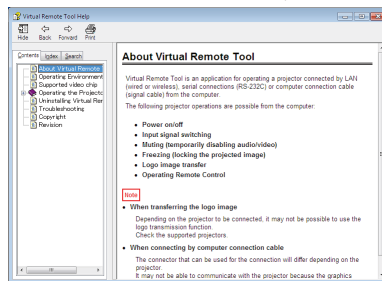 Virtual Remote Tool Help
Hide Back Forward Print
Contents Index Search
About Virtual Remote
Operating Environment
Supported video chip
Operating the Projecto
Uninstalling Virtual Rer
Troubleshooting
Copyright
Revision
About Virtual Remote Tool
Virtual Remote Tool is an application for operating a projector connected by LAN
(wired or wireless), serial connections (RS-232C) or computer connection cable
(signal cable) from the computer.
The following projector operations are possible from the computer:
• Power on/off
• Input signal switching
• Muting (temporarily disabling audio/video)
• Freezing (locking the projected image)
• Logo image transfer
• Operating Remote Control
Note
• When transferring the logo image
Depending on the projector to be connected, it may not be possible to use the
logo transmission function.
Check the supported projectors.
• When connecting by computer connection cable
The connector that can be used for the connection will differ depending on the
projector.
It may not be able to communicate with the projector because the graphics